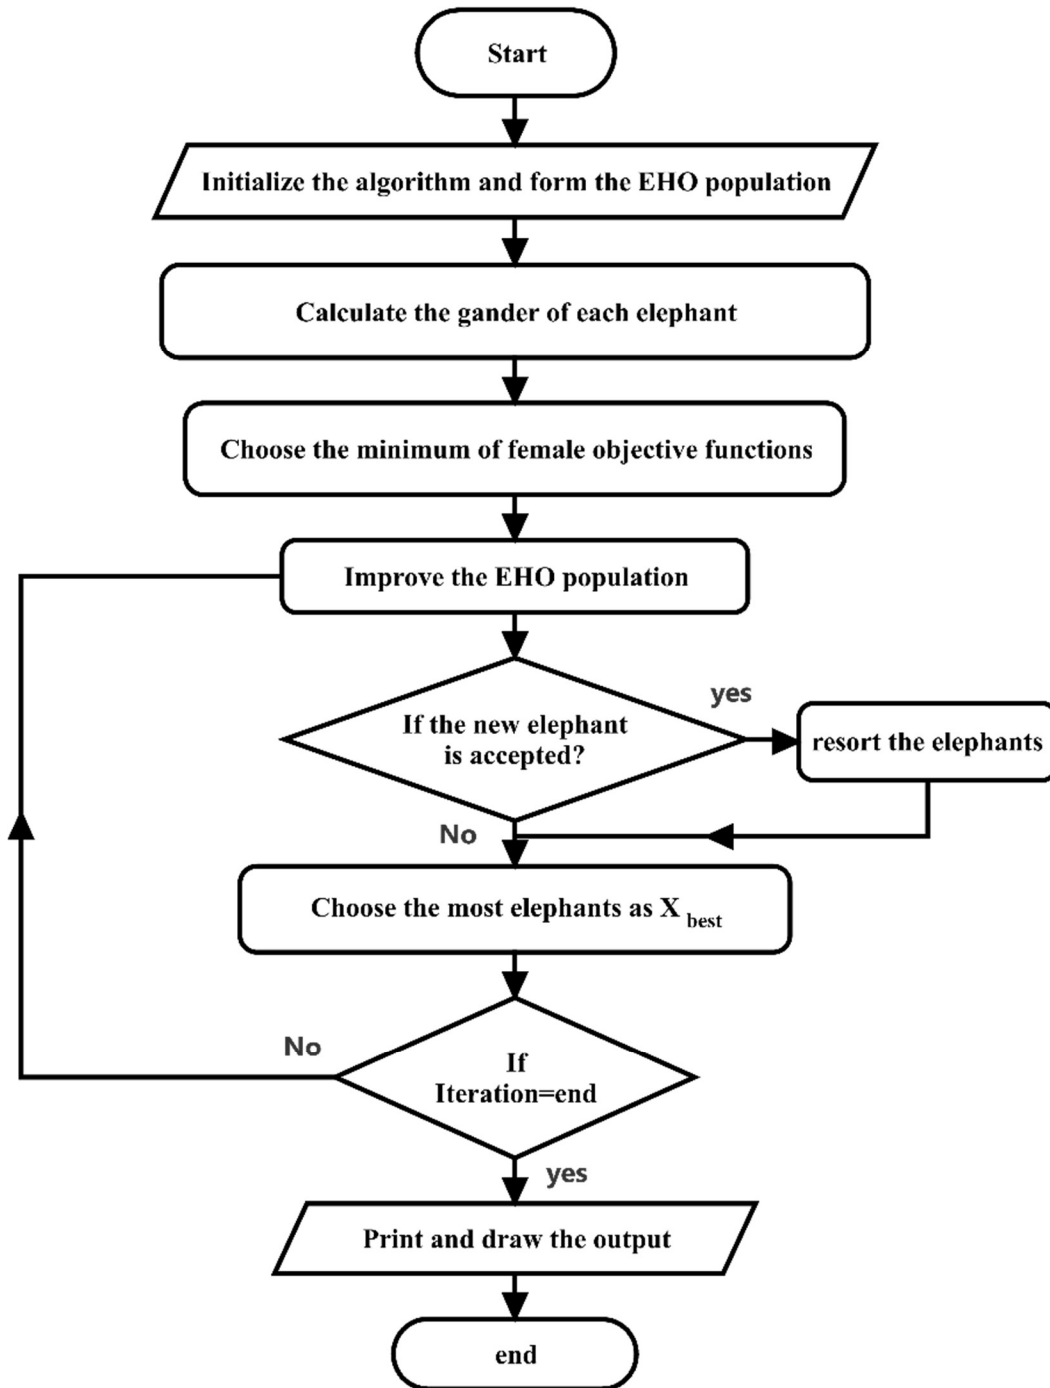 Start
Initialize the algorithm and form the EHO population
Calculate the gander of each elephant
Choose the minimum of female objective functions
Improve the EHO population
If the new elephant
is accepted?
yes
resort the elephants
No
Choose the most elephants as X best
No
If
Iteration=end
yes
Print and draw the output
end